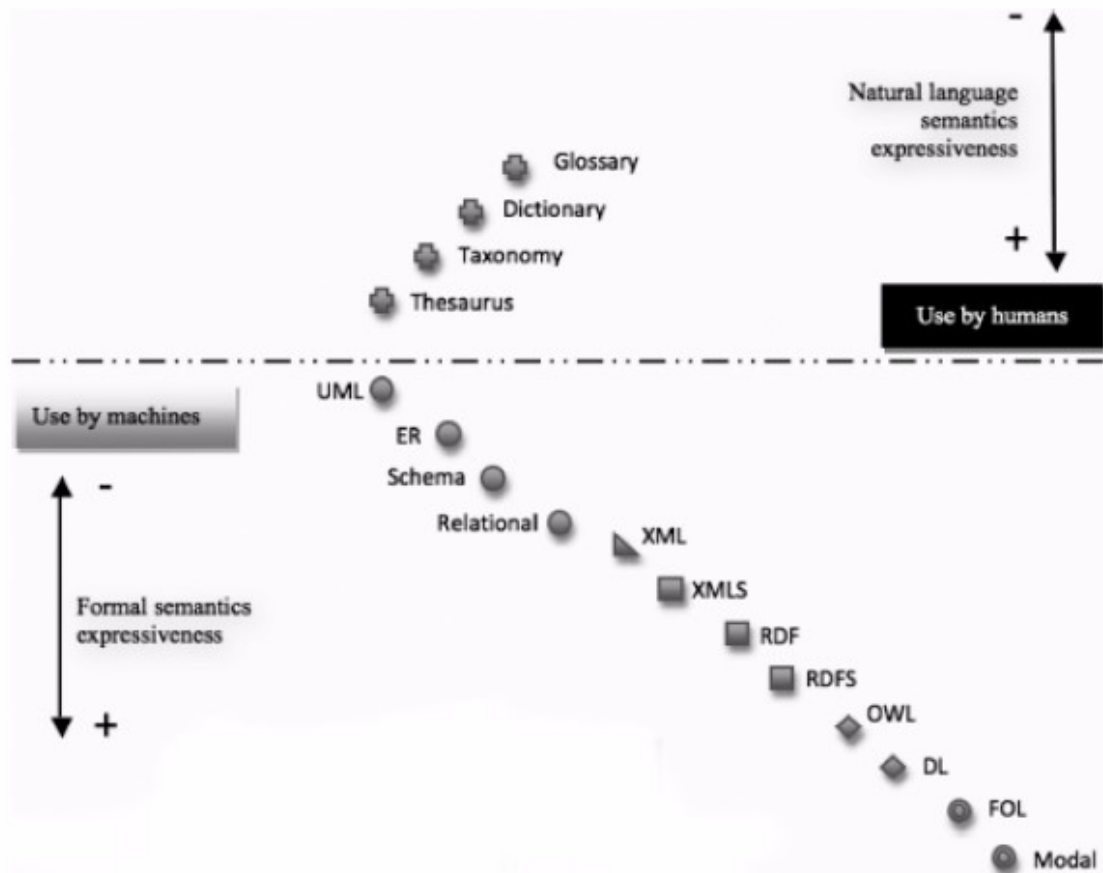 -
Natural language
semantics
expressiveness
Glossary
Dictionary
+
Taxonomy
Thesaurus
Use by humans
UML
Use by machines
ER
Schema
-
Relational
XML
XMLS
Formal semantics
expressiveness
RDF
RDFS
+
OWL
DL
FOL
Modal